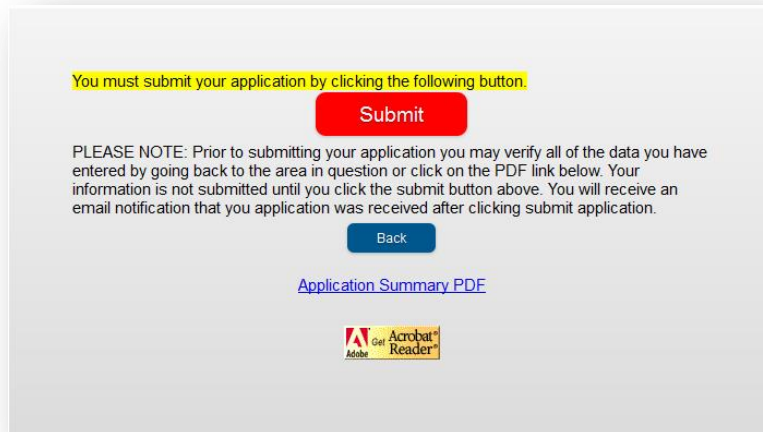 You must submit your application by clicking the following button.
Submit
PLEASE NOTE: Prior to submitting your application you may verify all of the data you have
entered by going back to the area in question or click on the PDF link below. Your
information is not submitted until you click the submit button above. You will receive an
email notification that you application was received after clicking submit application.
Back
Application Summary PDF
Adobe Get Acrobat®
Reader®